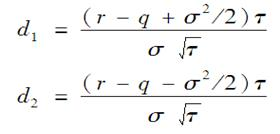 d₁ = (r - q + σ²/2) τ / σ √τ
d₂ = (r - q - σ²/2) τ / σ √τ